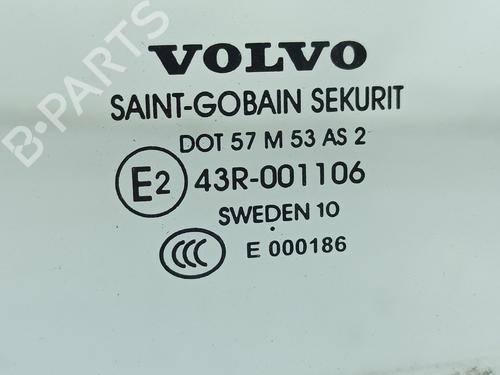 VOLVO
SAINT-GOBAIN SEKURIT
DOT 57 M 53 AS 2
E2 43R-001106
SWEDEN 10
CCC E 000186
B-PARTS